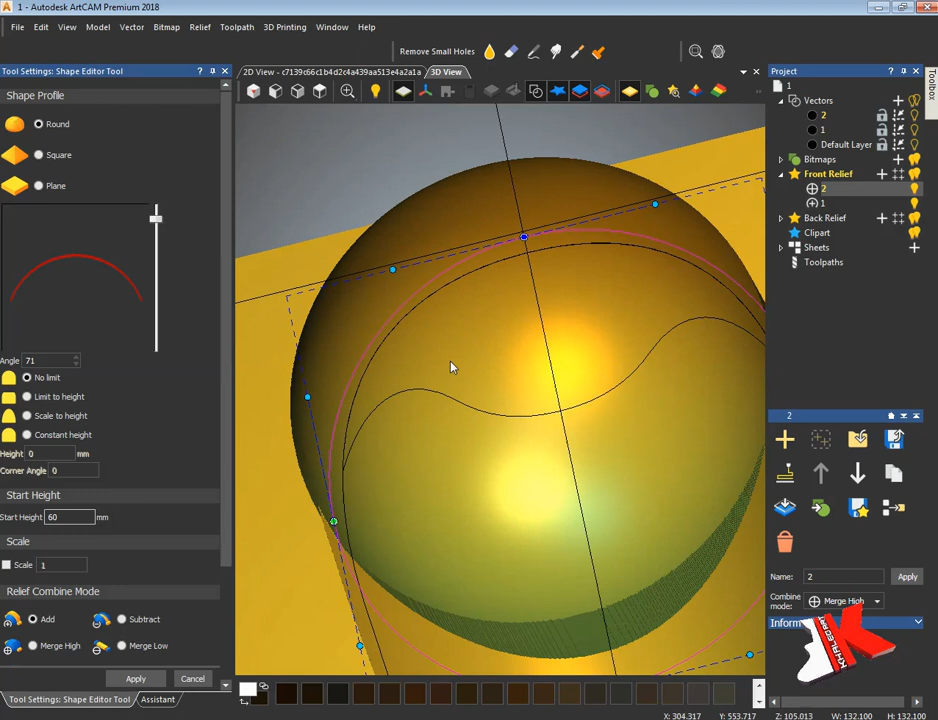 1 - Autodesk ArtCAM Premium 2018
File Edit View Model Vector Bitmap Relief Toolpath 3D Printing Window Help
Remove Small Holes
Tool Settings: Shape Editor Tool
2D View - c7139c66c1b4d2c4a439aa513e4a2a1a 3D View
Project
Toolbox
Shape Profile
Round
Square
Plane
1
Vectors
2
1
Default Layer
Bitmaps
Front Relief
2
1
Back Relief
Clipart
Sheets
Toolpaths
Angle 71
No limit
Limit to height
Scale to height
Constant height
Height 0 mm
Corner Angle 0
Start Height
Start Height 60 mm
Scale
Scale 1
Relief Combine Mode
Add Subtract
Merge High Merge Low
Apply Cancel
Tool Settings: Shape Editor Tool Assistant
2
Name: 2 Apply
Combine mode: Merge High
Inform
KHALEDART
X: 304.317 Y: 553.717 Z: 105.013 W: 132.100 H: 132.100